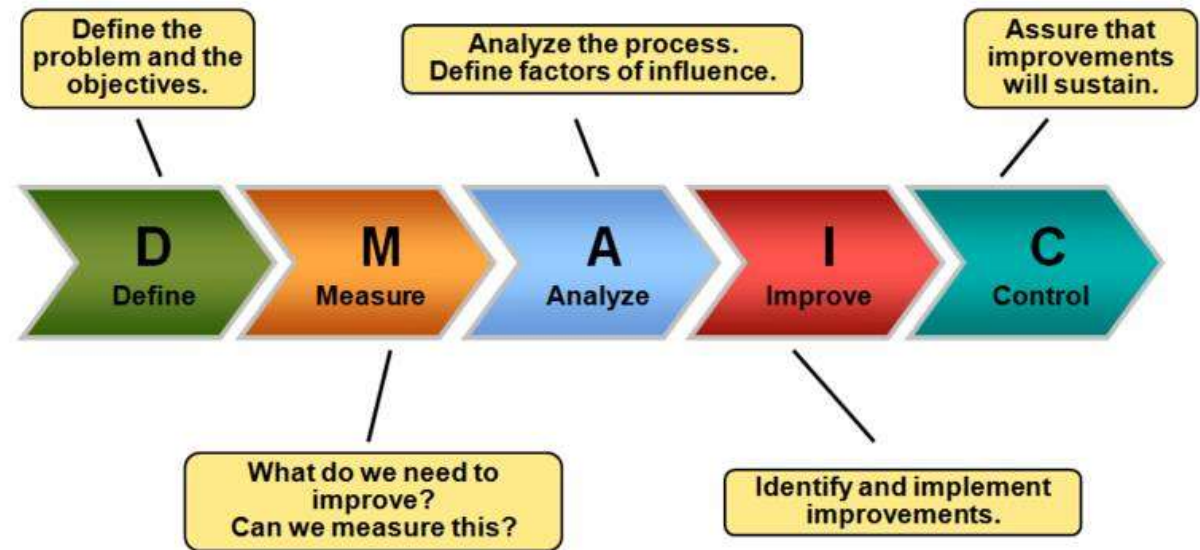 Define the
problem and the
objectives.
Analyze the process.
Define factors of influence.
Assure that
improvements
will sustain.
D
Define
M
Measure
A
Analyze
I
Improve
C
Control
What do we need to
improve?
Can we measure this?
Identify and implement
improvements.